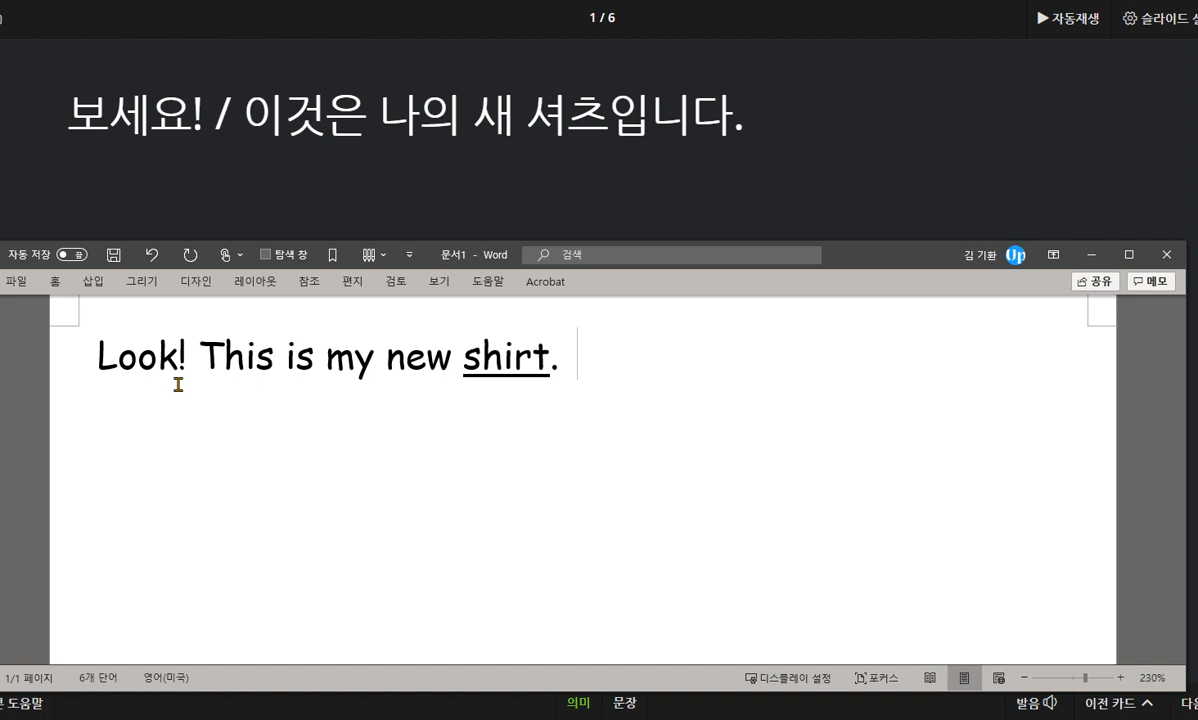 1 / 6
▶자동재생
슬라이드
보세요! / 이것은 나의 새 셔츠입니다.
자동 저장
끔
탐색 창
문서1 - Word
검색
김 기환
Up
파일 홈 삽입 그리기 디자인 레이아웃 참조 편지 검토 보기 도움말 Acrobat
공유
메모
Look! This is my new shirt.
1/1 페이지 6개 단어 영어(미국)
디스플레이 설정 포커스
− + 230%
도움말 의미 문장 발음 이전 카드